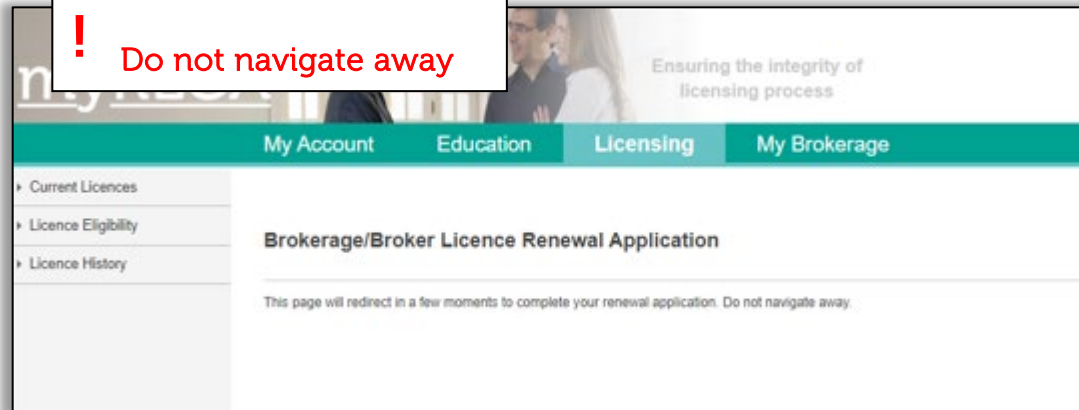 !
Do not navigate away
Ensuring the integrity of
licensing process
My Account Education Licensing My Brokerage
Current Licences
Licence Eligibility
Licence History
Brokerage/Broker Licence Renewal Application
This page will redirect in a few moments to complete your renewal application. Do not navigate away.